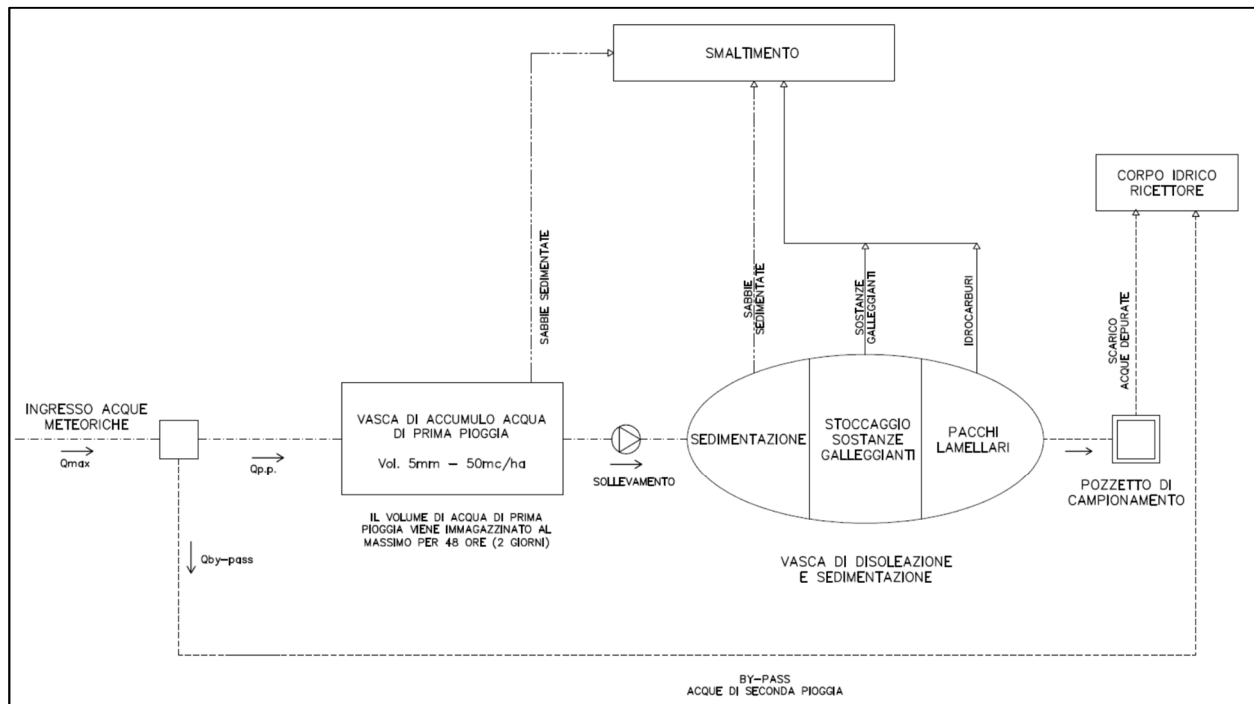 SMALTIMENTO
CORPO IDRICO
RICETTORE
SABBIE SEDIMENTATE
SABBIE
SEDIMENTATE
SOSTANZE
GALLEGGIANTI
IDROCARBURI
SCARICO
ACQUE DEPURATE
INGRESSO ACQUE
METEORICHE
Qmax
Qp.p.
VASCA DI ACCUMULO ACQUA
DI PRIMA PIOGGIA
Vol. 5mm – 50mc/ha
SOLLEVAMENTO
SEDIMENTAZIONE
STOCCAGGIO
SOSTANZE
GALLEGGIANTI
PACCHI
LAMELLARI
POZZETTO DI
CAMPIONAMENTO
IL VOLUME DI ACQUA DI PRIMA
PIOGGIA VIENE IMMAGAZZINATO AL
MASSIMO PER 48 ORE (2 GIORNI)
Qby-pass
VASCA DI DISOLEAZIONE
E SEDIMENTAZIONE
BY-PASS
ACQUE DI SECONDA PIOGGIA